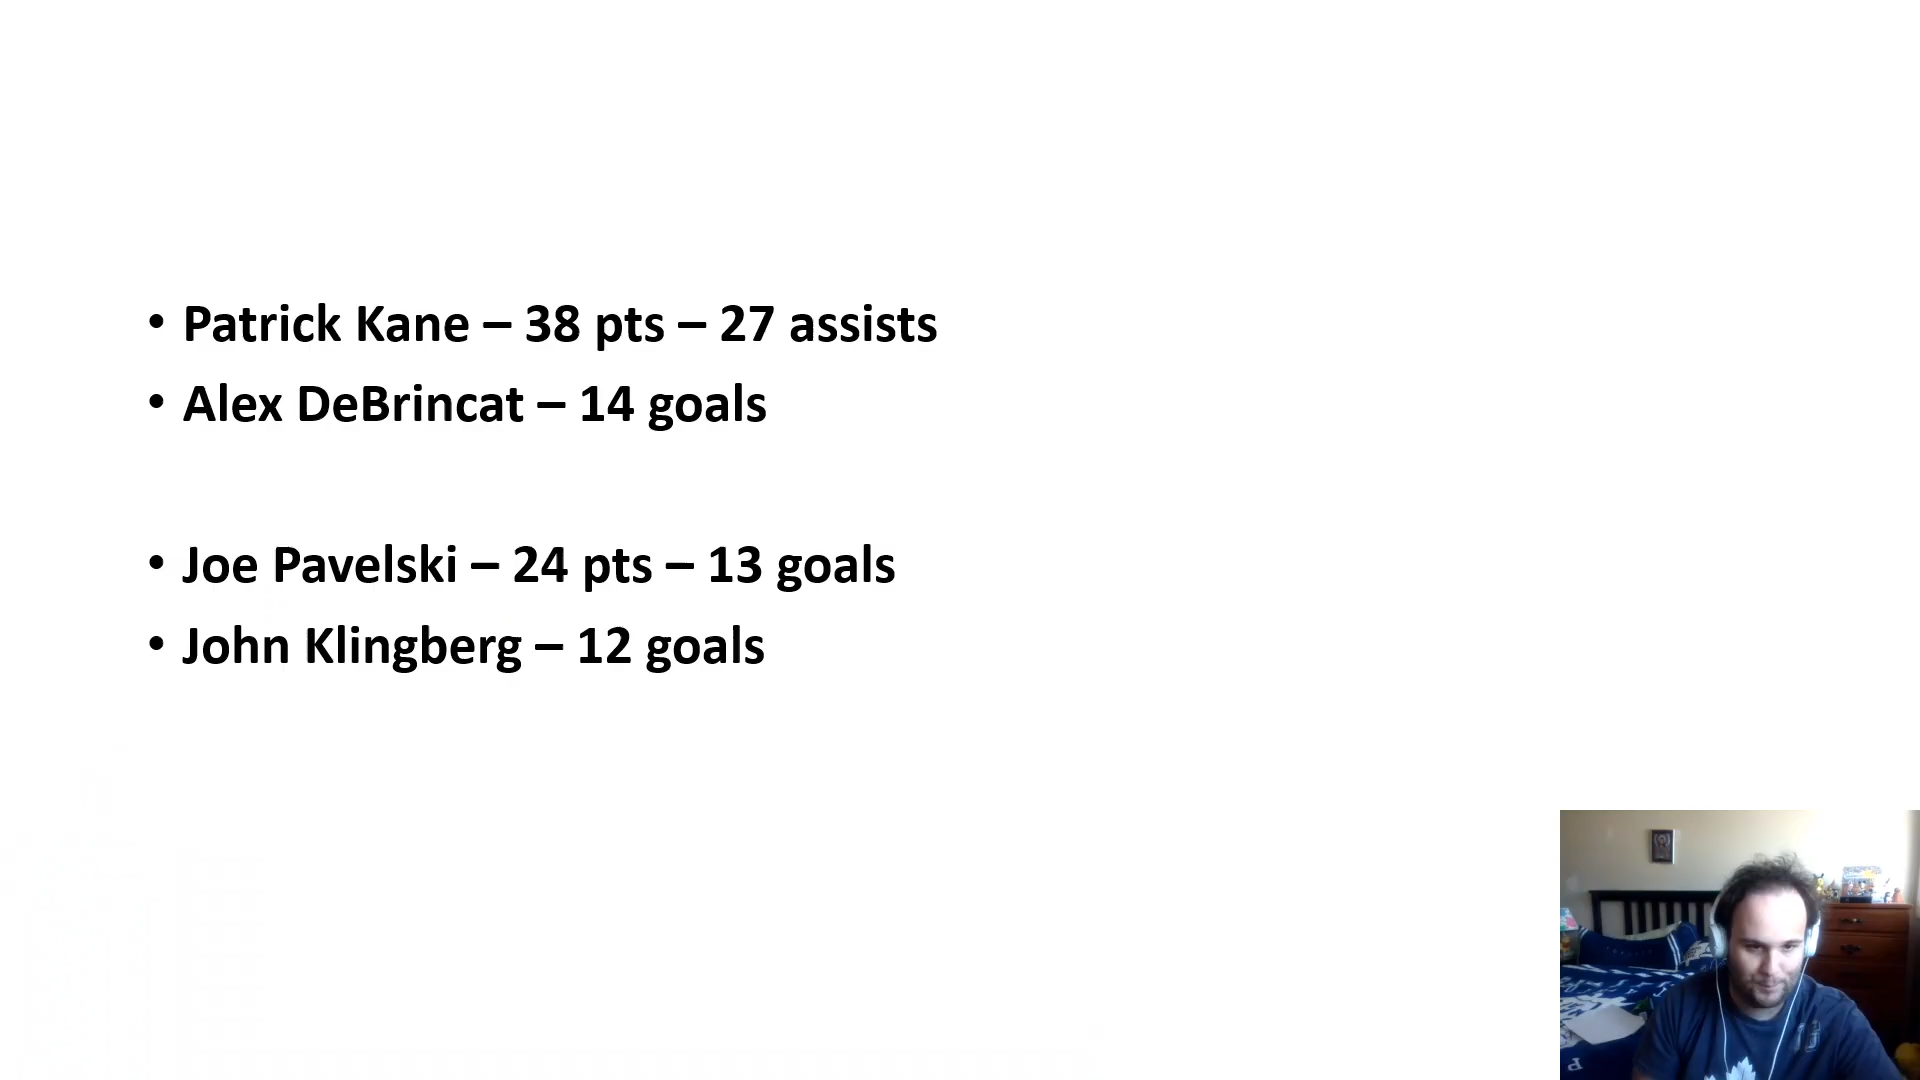 • Patrick Kane – 38 pts – 27 assists
• Alex DeBrincat – 14 goals
• Joe Pavelski – 24 pts – 13 goals
• John Klingberg – 12 goals